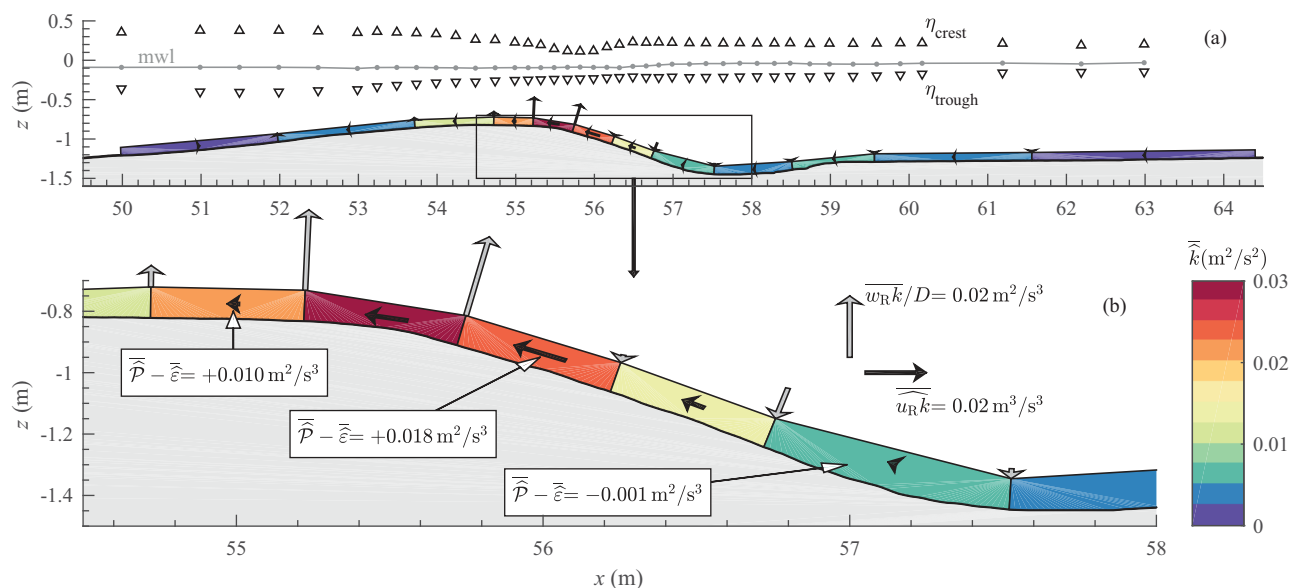 0.5
0
-0.5
-1
-1.5
z (m)
mwl
η_crest
(a)
η_trough
50 51 52 53 54 55 56 57 58 59 60 61 62 63 64
-0.8
-1
-1.2
-1.4
z (m)
(b)
w_R k/D = 0.02 m²/s³
u_R k = 0.02 m³/s³
P − ε = +0.010 m²/s³
P − ε = +0.018 m²/s³
P − ε = −0.001 m²/s³
55 56 57 58
x (m)
k (m²/s²)
0.03
0.02
0.01
0